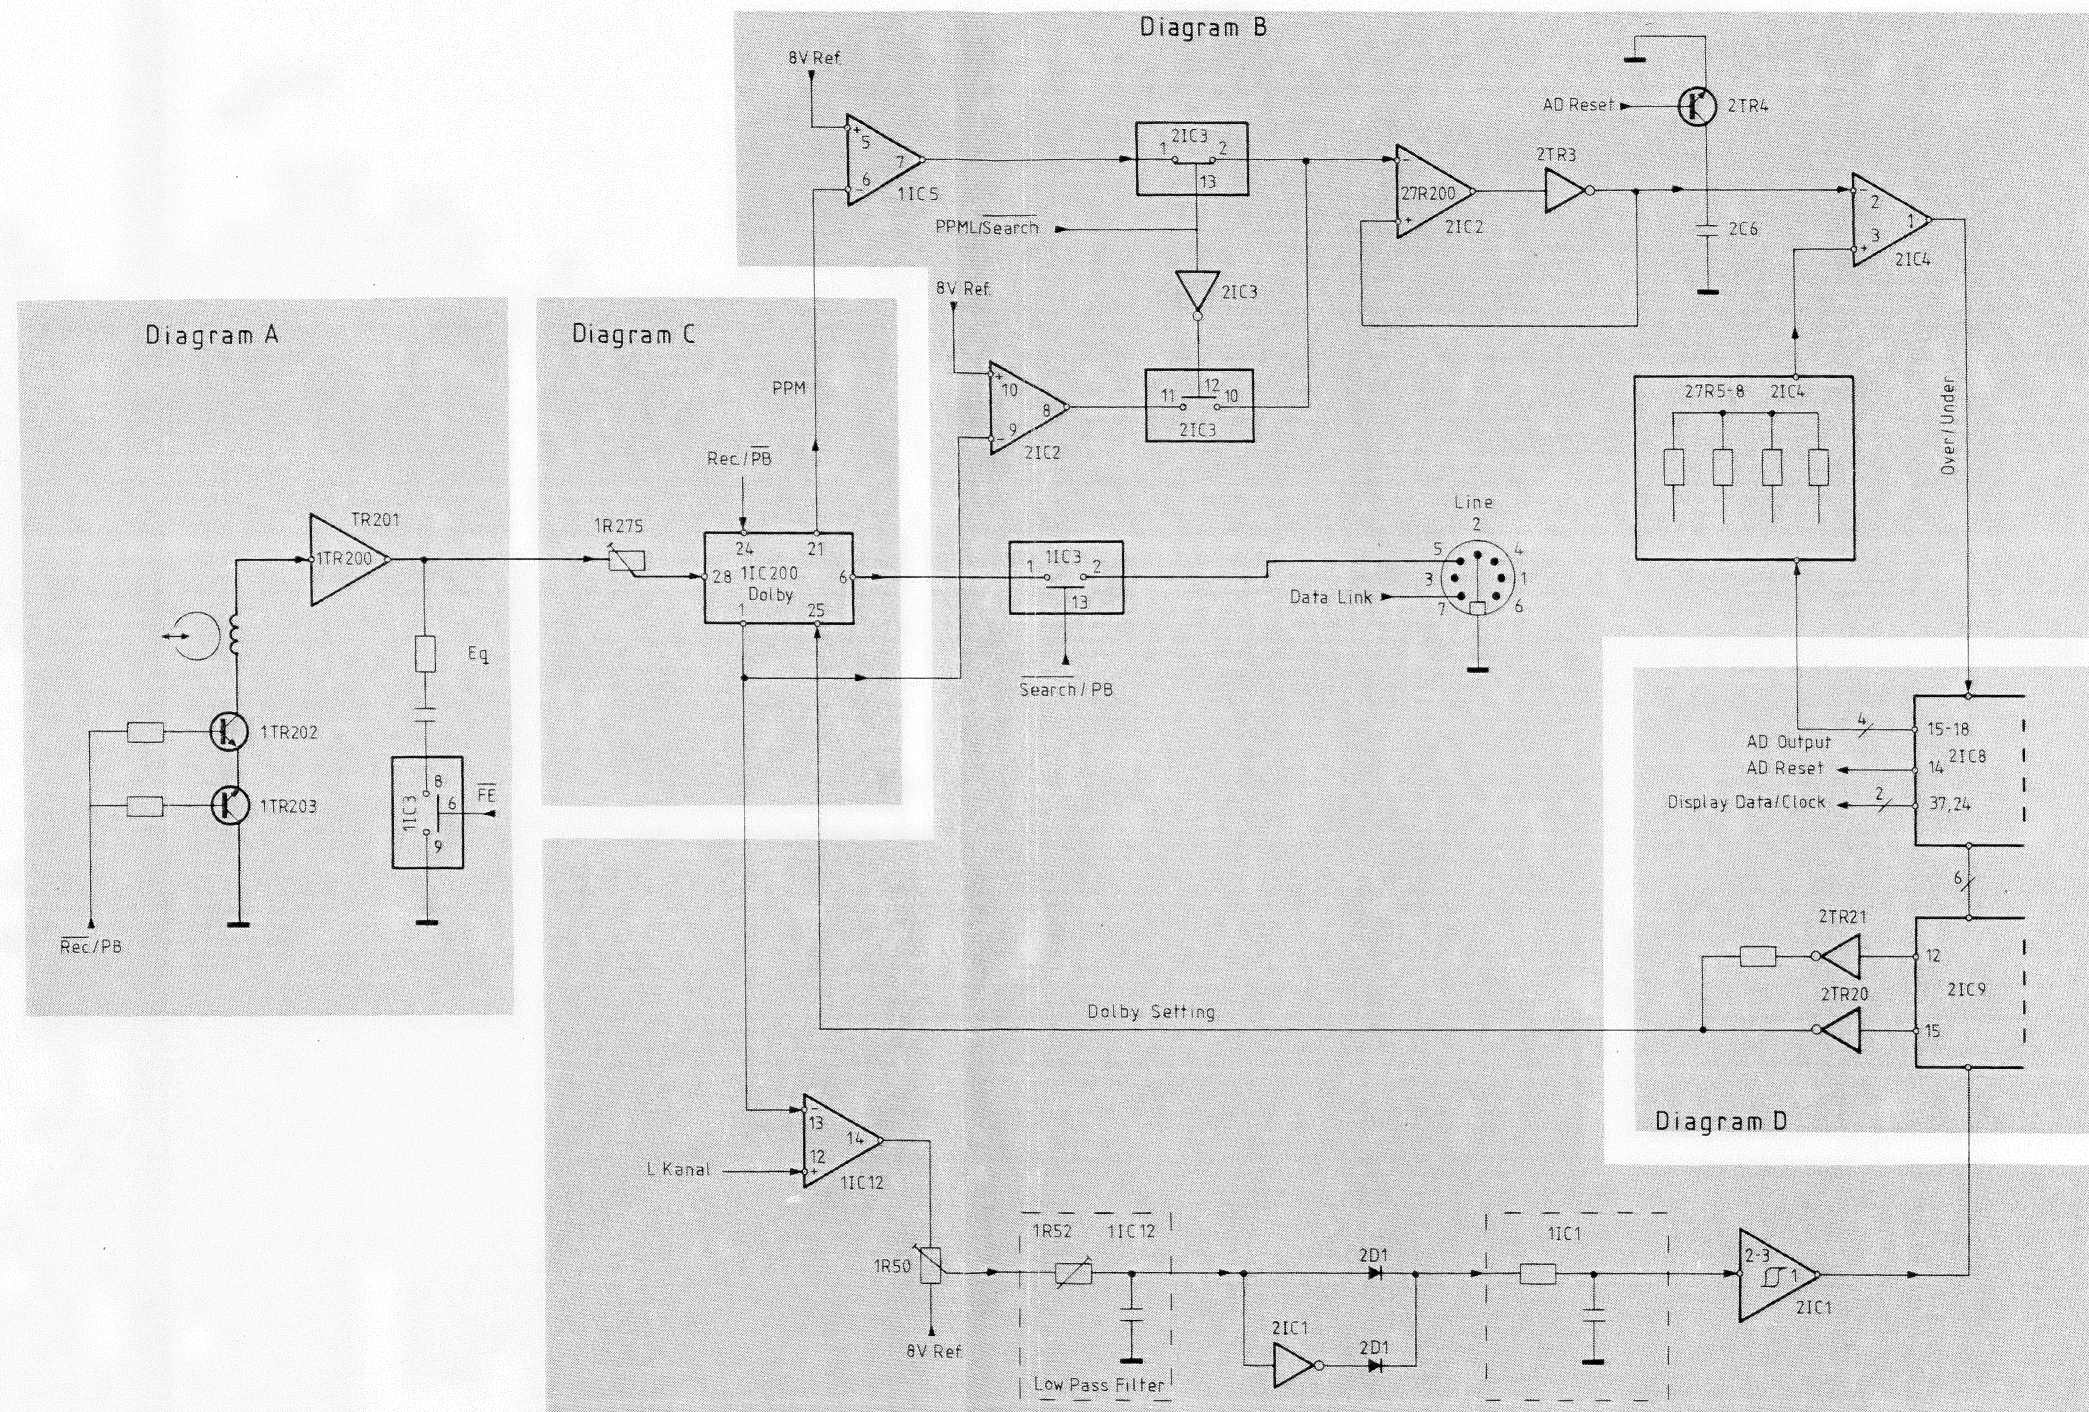 Diagram B
8V Ref.
+
5
7
6
-
1IC5
2IC3
1
2
13
PPML/Search
2IC3
8V Ref.
+
10
8
9
-
2IC2
12
11
10
2IC3
-
27R200
+
2IC2
2TR3
AD Reset
2TR4
2C6
-
2
1
3
+
2IC4
27R5-8 2IC4
Over/Under
Diagram A
TR201
1TR200
Eq
1TR202
1TR203
8
6
FE
1IC3
9
Rec/PB
Diagram C
PPM
Rec/PB
1R275
24
21
28
1IC200
6
Dolby
1
25
1IC3
1
2
13
Search/PB
Line
2
5
4
3
1
7
6
Data Link
4
15-18
AD Output
2IC8
AD Reset
14
Display Data/Clock
2
37,24
6
2TR21
12
2TR20
2IC9
15
Dolby Setting
Diagram D
-
13
14
12
+
L Kanal
1IC12
1R50
8V Ref.
1R52
1IC12
Low Pass Filter
2D1
2IC1
2D1
1IC1
2-3
1
2IC1